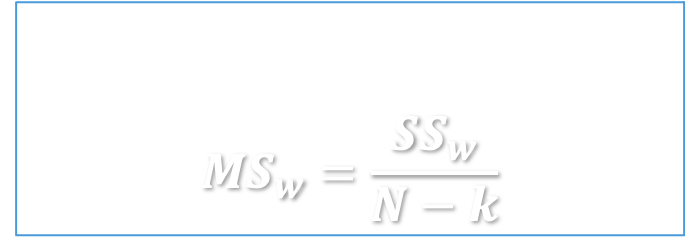 MS_w = SS_w / (N − k)